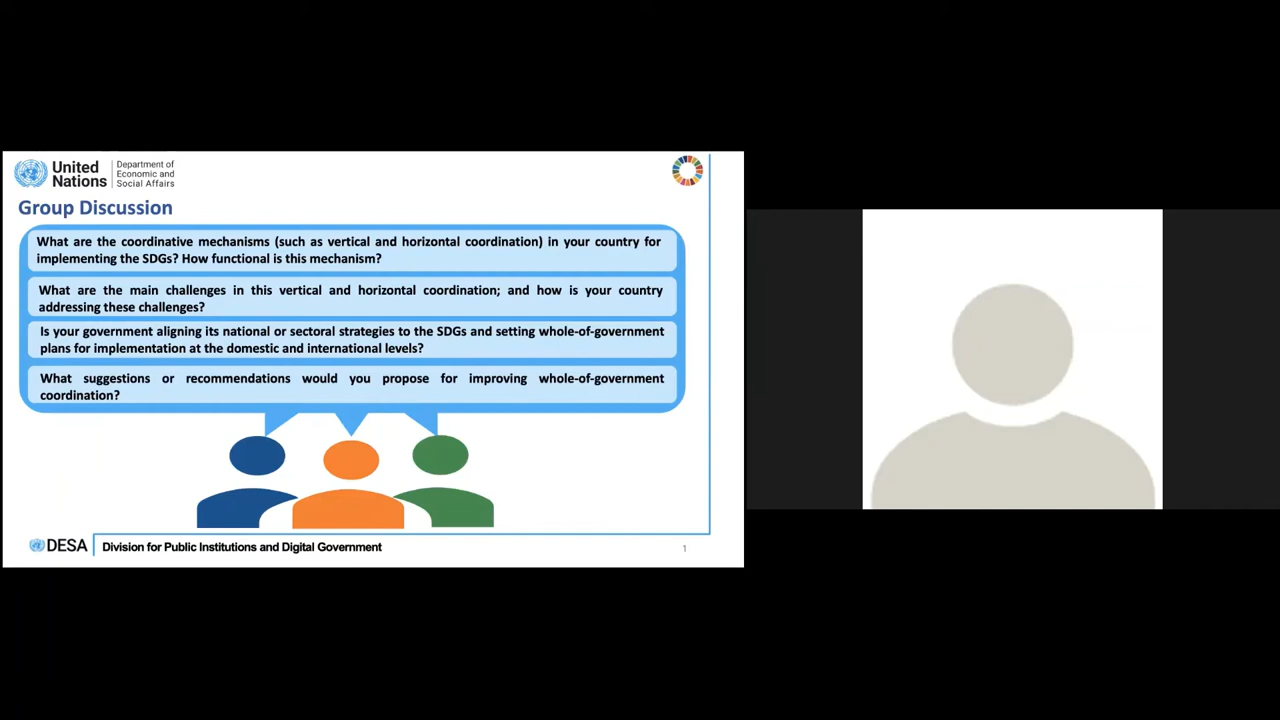 United
Nations
Department of
Economic and
Social Affairs
Group Discussion
What are the coordinative mechanisms (such as vertical and horizontal coordination) in your country for
implementing the SDGs? How functional is this mechanism?
What are the main challenges in this vertical and horizontal coordination; and how is your country
addressing these challenges?
Is your government aligning its national or sectoral strategies to the SDGs and setting whole-of-government
plans for implementation at the domestic and international levels?
What suggestions or recommendations would you propose for improving whole-of-government
coordination?
DESA
Division for Public Institutions and Digital Government
1